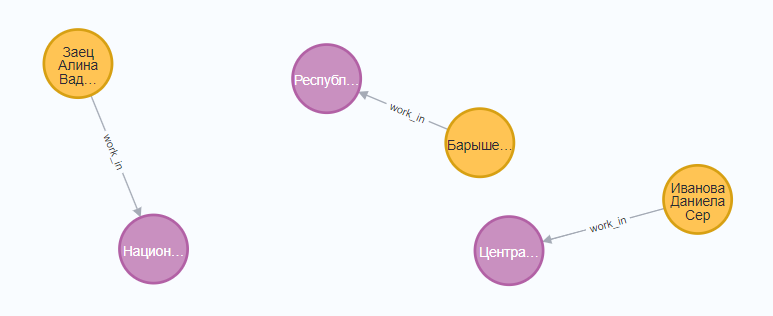 Заец
Алина
Вад…
work_in
Национ…
Республ…
work_in
Барыше…
Иванова
Даниела
Сер
work_in
Центра…